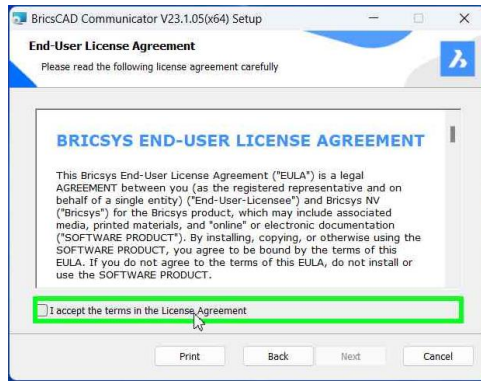 BricsCAD Communicator V23.1.05(x64) Setup
End-User License Agreement
Please read the following license agreement carefully
BRICSYS END-USER LICENSE AGREEMENT
This Bricsys End-User License Agreement ("EULA") is a legal
AGREEMENT between you (as the registered representative and on
behalf of a single entity) ("End-User-Licensee") and Bricsys NV
("Bricsys") for the Bricsys product, which may include associated
media, printed materials, and "online" or electronic documentation
("SOFTWARE PRODUCT"). By installing, copying, or otherwise using the
SOFTWARE PRODUCT, you agree to be bound by the terms of this
EULA. If you do not agree to the terms of this EULA, do not install or
use the SOFTWARE PRODUCT.
I accept the terms in the License Agreement
Print Back Next Cancel